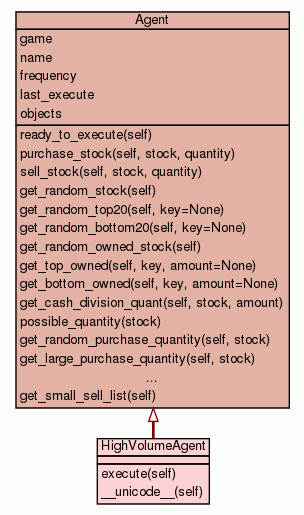 Agent
game
name
frequency
last_execute
objects
ready_to_execute(self)
purchase_stock(self, stock, quantity)
sell_stock(self, stock, quantity)
get_random_stock(self)
get_random_top20(self, key=None)
get_random_bottom20(self, key=None)
get_random_owned_stock(self)
get_top_owned(self, key, amount=None)
get_bottom_owned(self, key, amount=None)
get_cash_division_quant(self, stock, amount)
possible_quantity(stock)
get_random_purchase_quantity(self, stock)
get_large_purchase_quantity(self, stock)
...
get_small_sell_list(self)
HighVolumeAgent
execute(self)
__unicode__(self)